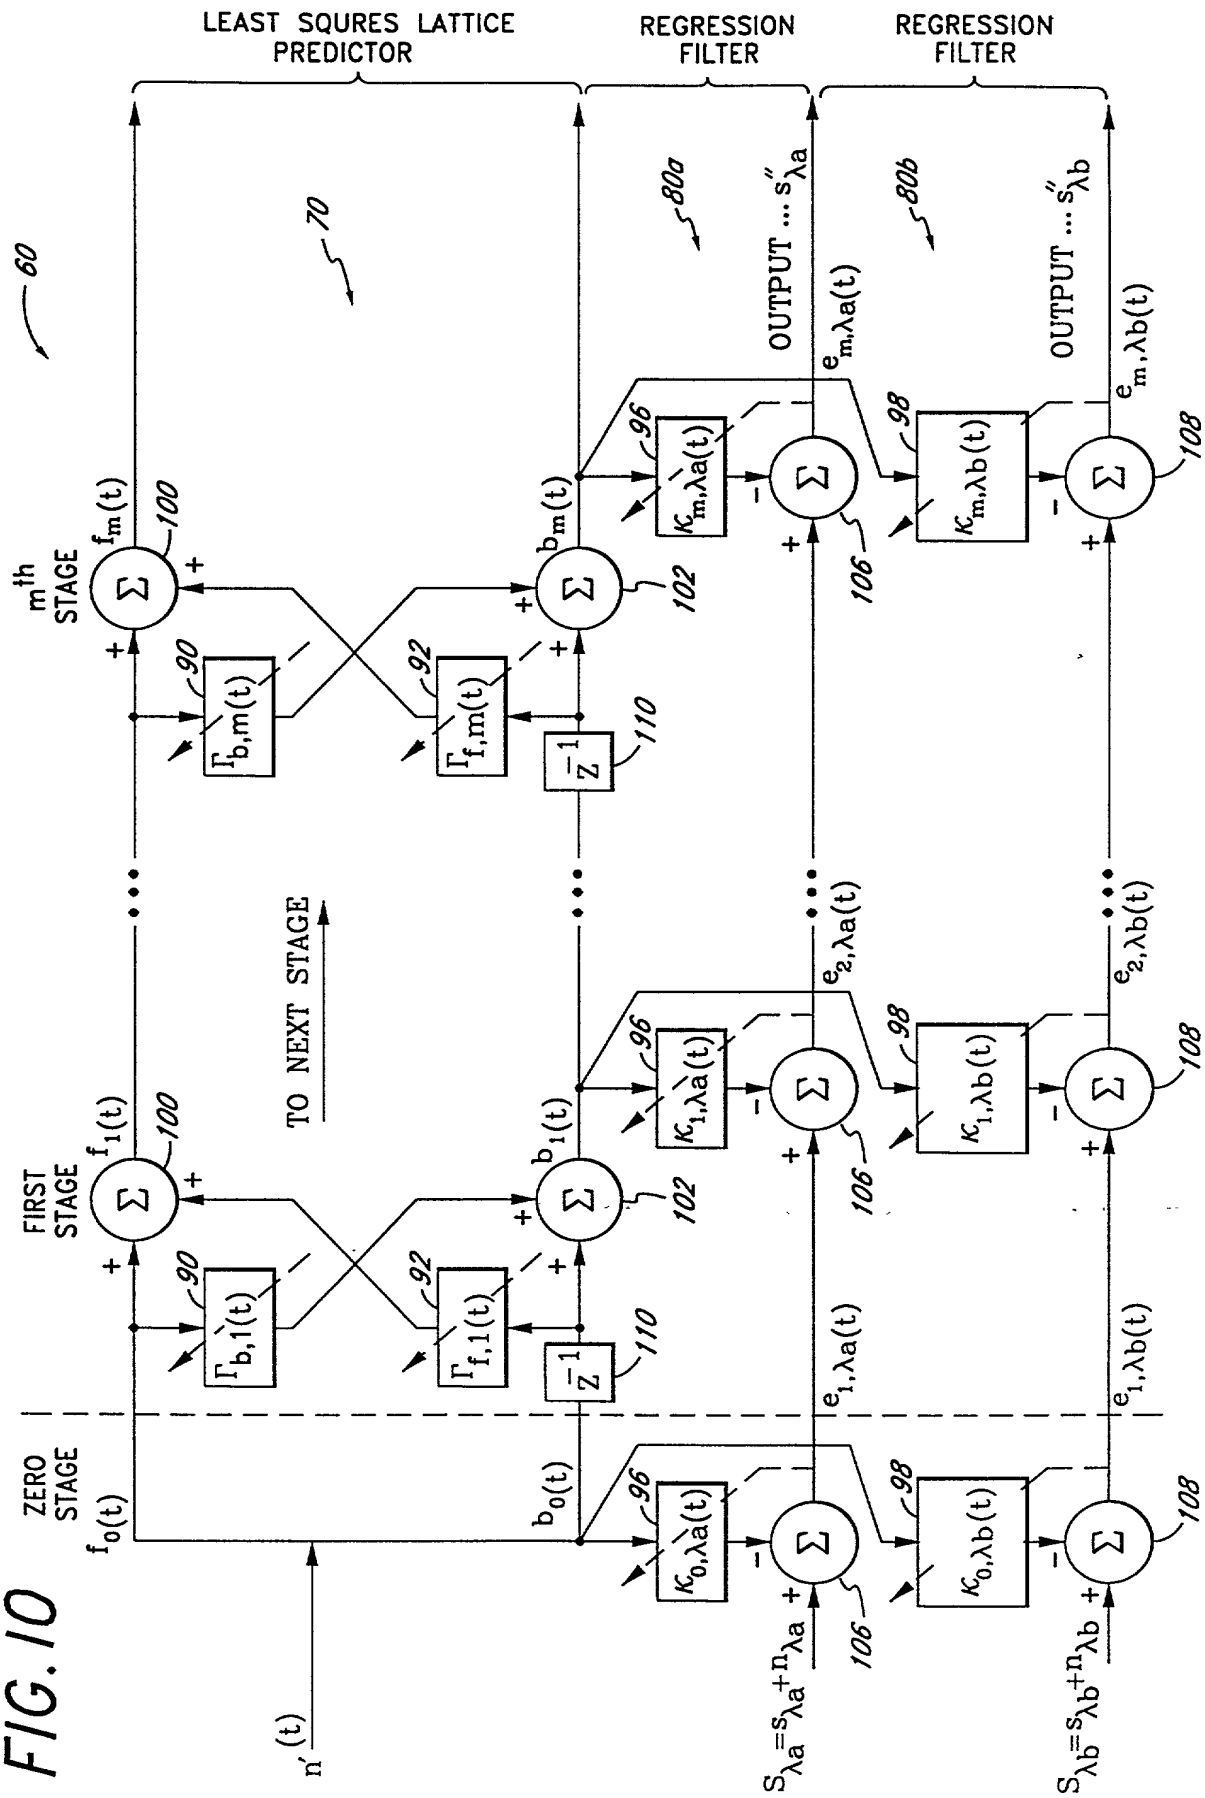 FIG. 10
60
ZERO STAGE
FIRST STAGE
mth STAGE
LEAST SQURES LATTICE PREDICTOR
REGRESSION FILTER
REGRESSION FILTER
f₀(t)
f₁(t)
100
fₘ(t)
100
Σ
Σ
+
+
+
+
90
90
Γb,1(t)
Γb,m(t)
70
n′(t)
TO NEXT STAGE
92
92
Γf,1(t)
Γf,m(t)
b₀(t)
b₁(t)
bₘ(t)
+
+
+
+
Z⁻¹
Z⁻¹
Σ
Σ
110
102
110
102
96
96
96
κ₀,λa(t)
κ₁,λa(t)
κₘ,λa(t)
80a
−
−
−
+
+
+
Sλa=sλa+nλa
Σ
Σ
Σ
106
106
106
e₁,λa(t)
e₂,λa(t)
eₘ,λa(t)
OUTPUT ... s″λa
98
98
98
κ₀,λb(t)
κ₁,λb(t)
κₘ,λb(t)
80b
−
−
−
+
+
+
Sλb=sλb+nλb
Σ
Σ
Σ
108
108
108
e₁,λb(t)
e₂,λb(t)
eₘ,λb(t)
OUTPUT ... s″λb